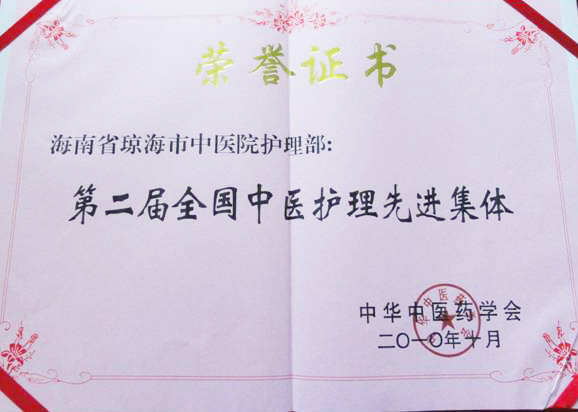 荣誉证书
海南省琼海市中医院护理部:
第二届全国中医护理先进集体
中华中医药学会
二〇一〇年十月